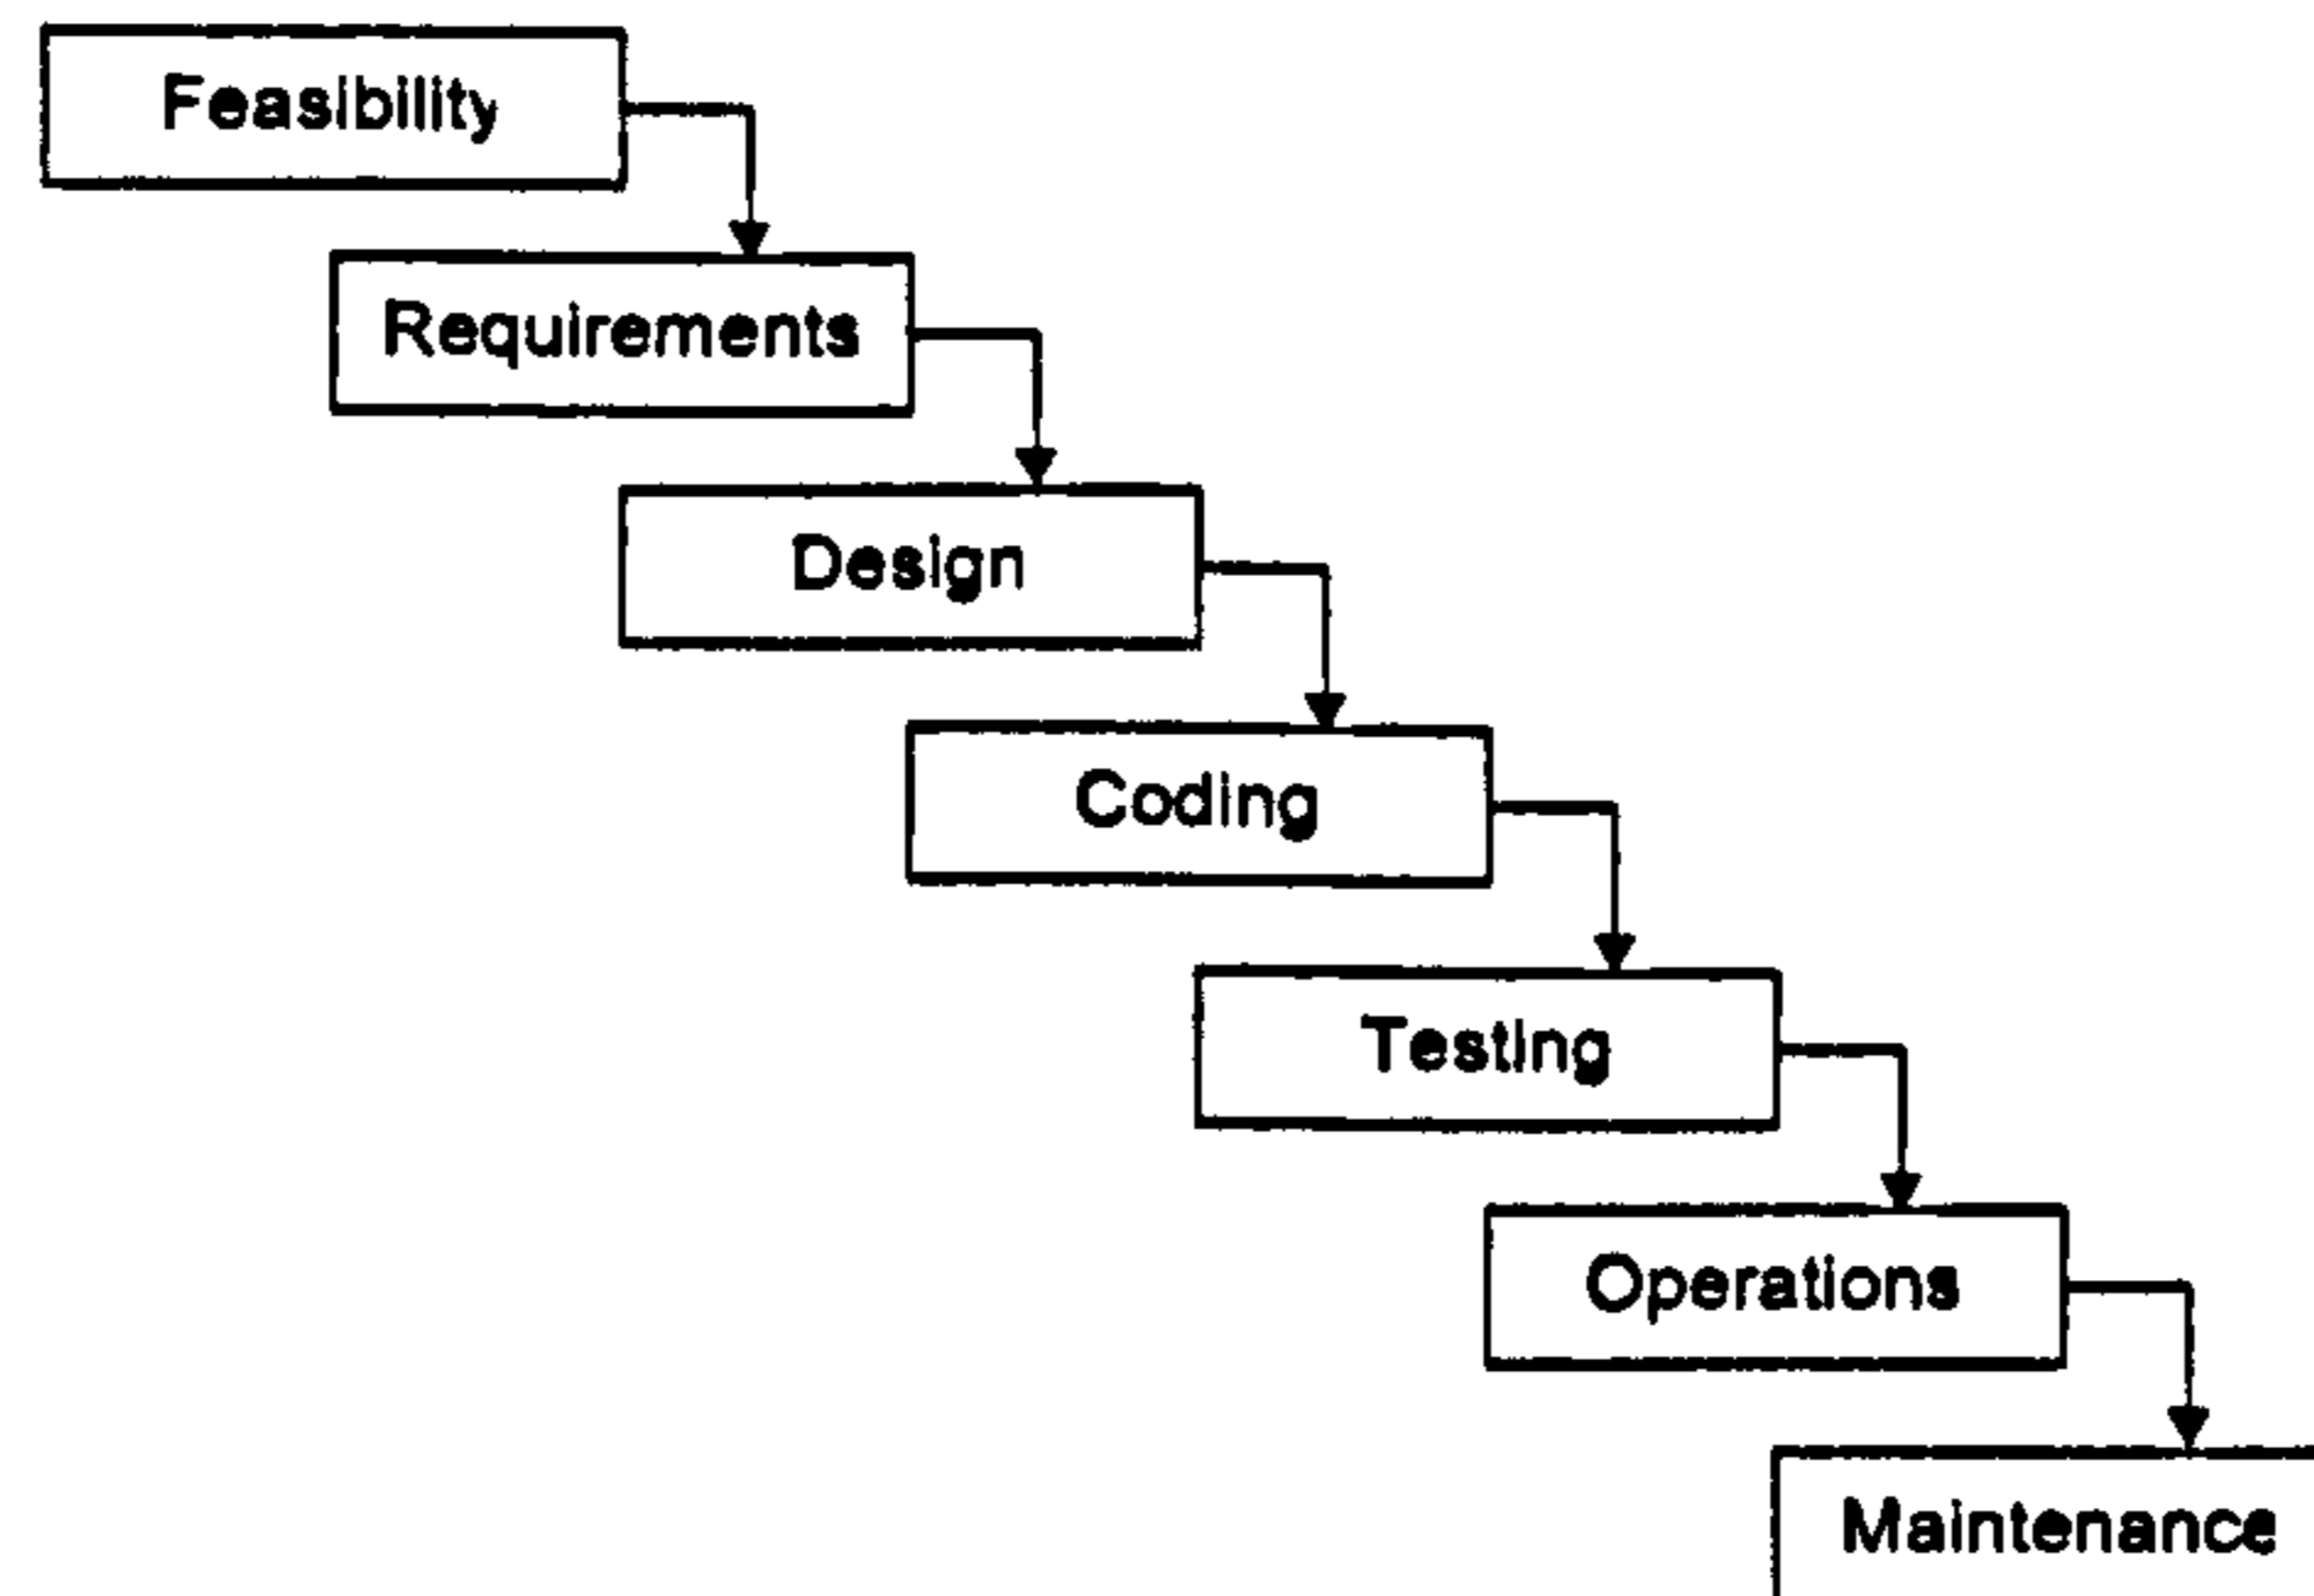 Feasibility
Requirements
Design
Coding
Testing
Operations
Maintenance